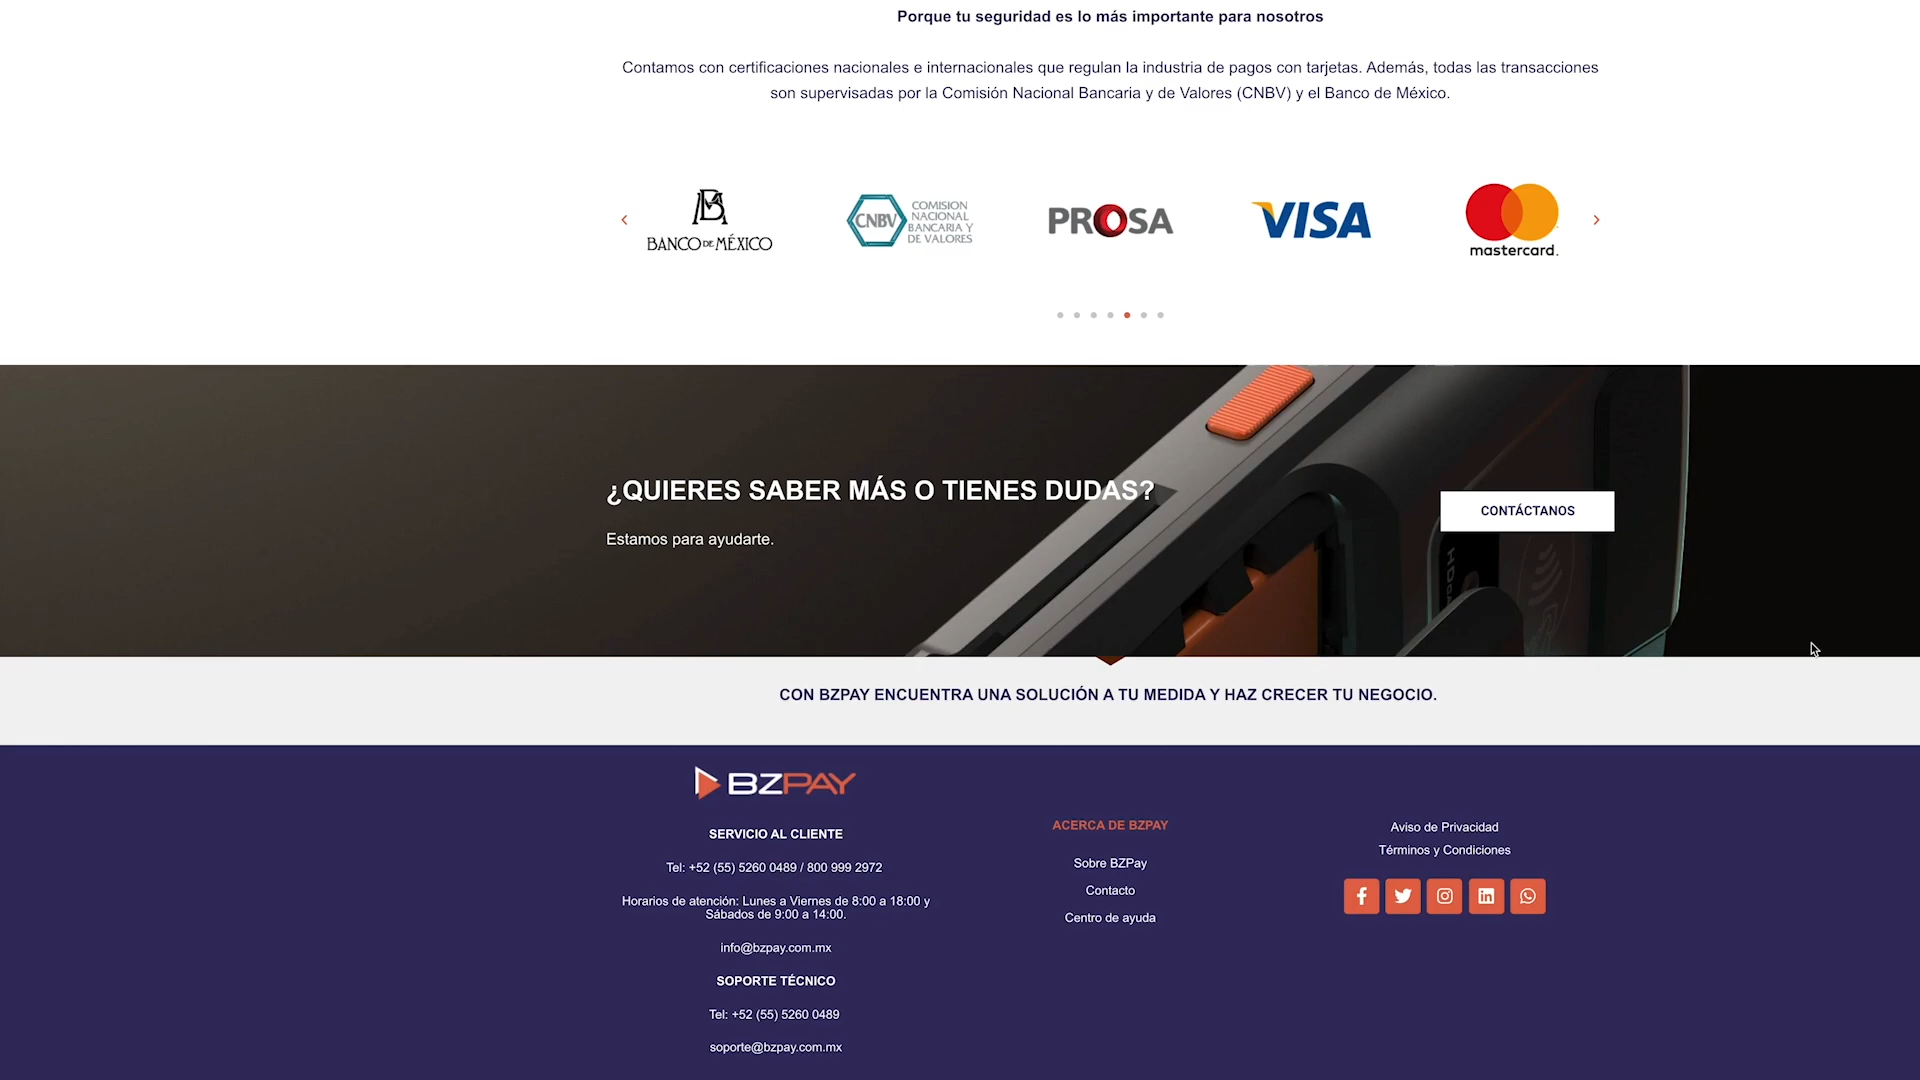 Porque tu seguridad es lo más importante para nosotros
Contamos con certificaciones nacionales e internacionales que regulan la industria de pagos con tarjetas. Además, todas las transacciones
son supervisadas por la Comisión Nacional Bancaria y de Valores (CNBV) y el Banco de México.
BM
BANCO DE MÉXICO
CNBV
COMISION
NACIONAL
BANCARIA Y
DE VALORES
PROSA
VISA
mastercard.
¿QUIERES SABER MÁS O TIENES DUDAS?
Estamos para ayudarte.
CONTÁCTANOS
CON BZPAY ENCUENTRA UNA SOLUCIÓN A TU MEDIDA Y HAZ CRECER TU NEGOCIO.
BZPAY
SERVICIO AL CLIENTE
Tel: +52 (55) 5260 0489 / 800 999 2972
Horarios de atención: Lunes a Viernes de 8:00 a 18:00 y
Sábados de 9:00 a 14:00.
info@bzpay.com.mx
SOPORTE TÉCNICO
Tel: +52 (55) 5260 0489
soporte@bzpay.com.mx
ACERCA DE BZPAY
Sobre BZPay
Contacto
Centro de ayuda
Aviso de Privacidad
Términos y Condiciones